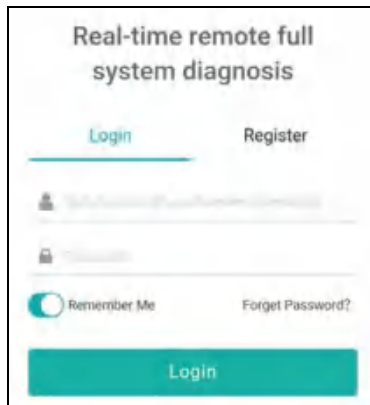 Real-time remote full
system diagnosis
Login Register
Remember Me Forget Password?
Login